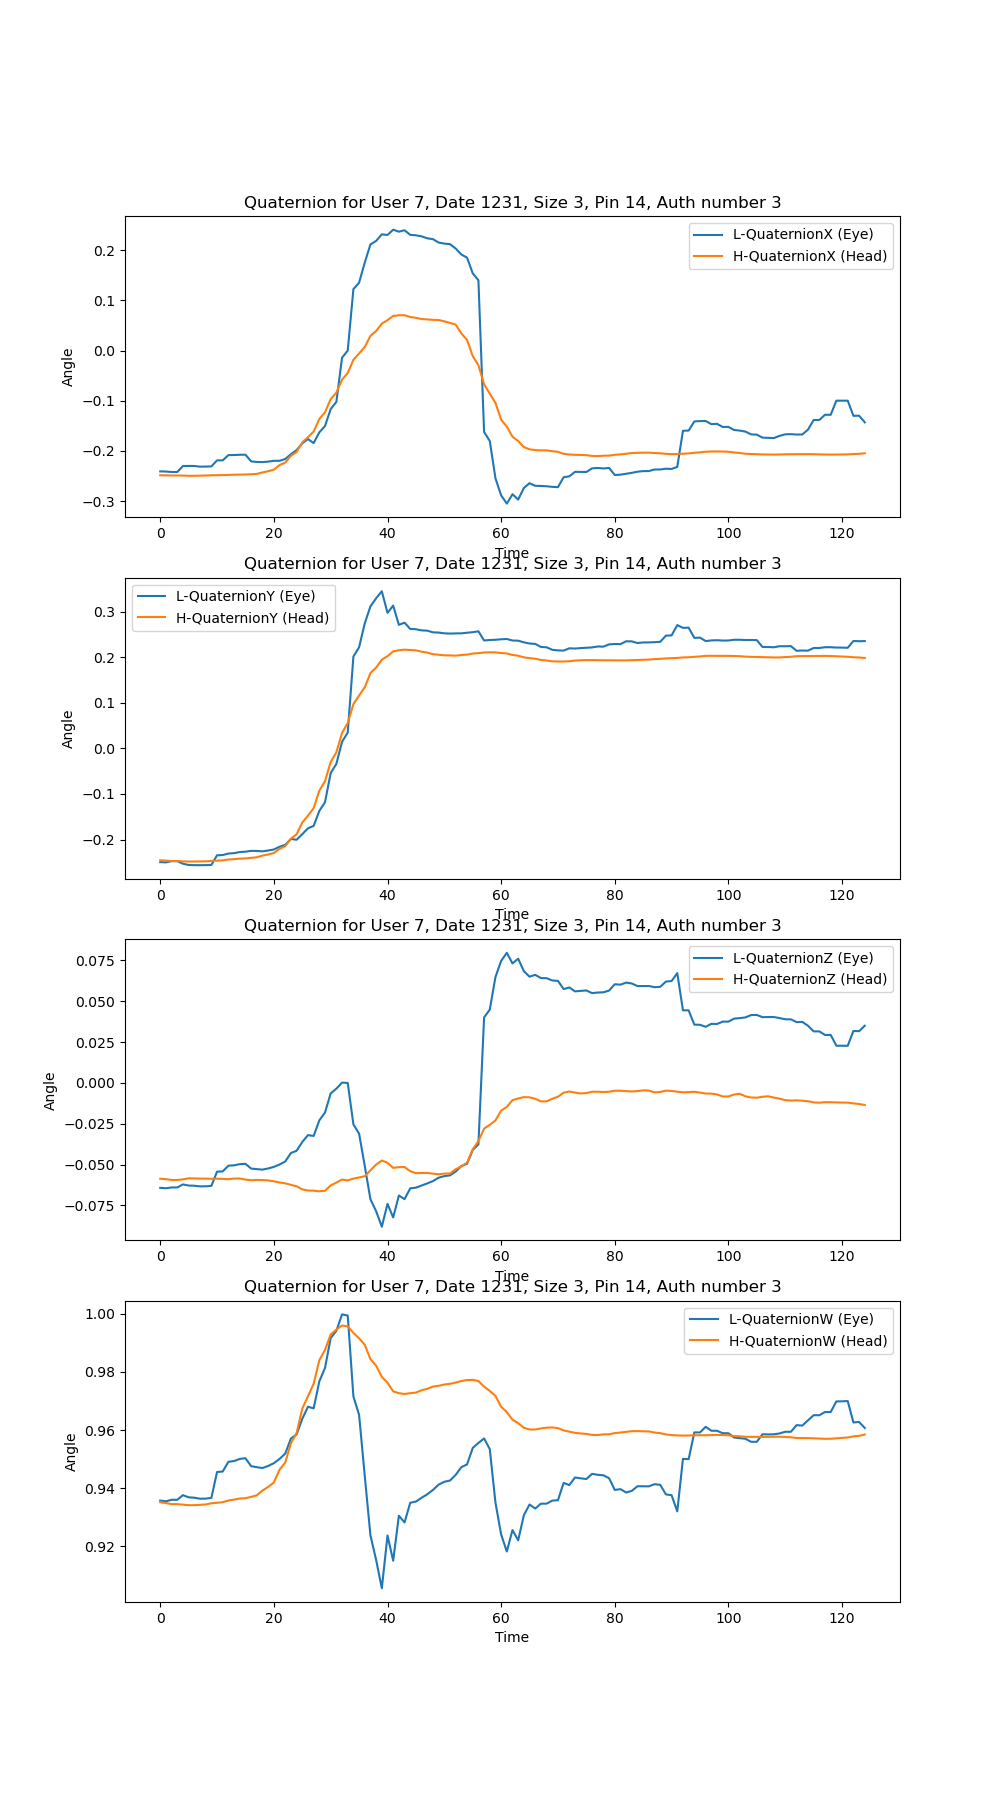 Quaternion for User 7, Date 1231, Size 3, Pin 14, Auth number 3
L-QuaternionX (Eye)
H-QuaternionX (Head)
Angle
0.2
0.1
0.0
−0.1
−0.2
−0.3
0 20 40 60 80 100 120
Time
Quaternion for User 7, Date 1231, Size 3, Pin 14, Auth number 3
L-QuaternionY (Eye)
H-QuaternionY (Head)
Angle
0.3
0.2
0.1
0.0
−0.1
−0.2
0 20 40 60 80 100 120
Time
Quaternion for User 7, Date 1231, Size 3, Pin 14, Auth number 3
L-QuaternionZ (Eye)
H-QuaternionZ (Head)
Angle
0.075
0.050
0.025
0.000
−0.025
−0.050
−0.075
0 20 40 60 80 100 120
Time
Quaternion for User 7, Date 1231, Size 3, Pin 14, Auth number 3
L-QuaternionW (Eye)
H-QuaternionW (Head)
Angle
1.00
0.98
0.96
0.94
0.92
0 20 40 60 80 100 120
Time